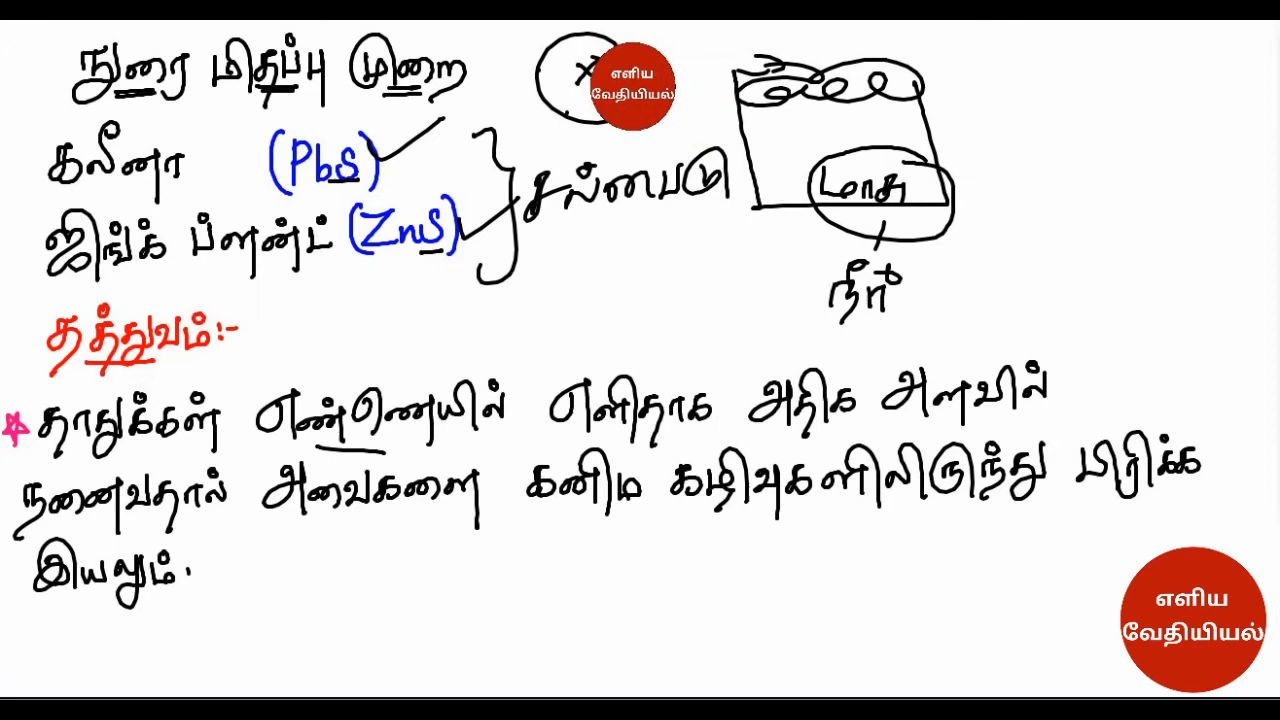 நுரை மிதப்பு முறை
x
எளிய
வேதியியல்
கலீனா (PbS)
ஜிங்க் ப்ளண்ட் (ZnS)
சல்பைடு
மாசு
நீர்
தத்துவம்:-
தாதுக்கள் எண்ணெயில் எளிதாக அதிக அளவில்
நனைவதால் அவைகளை கனிம கழிவுகளிலிருந்து பிரிக்க
இயலும்.
எளிய
வேதியியல்